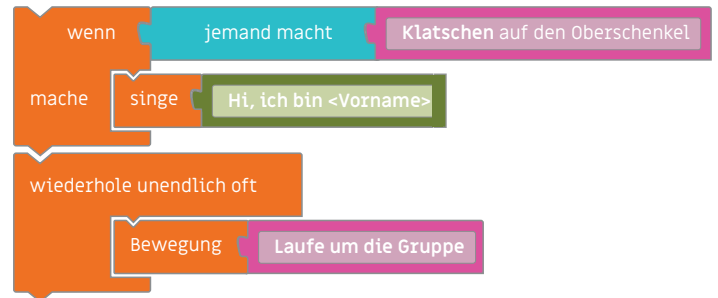 wenn jemand macht Klatschen auf den Oberschenkel
mache singe Hi, ich bin <Vorname>
wiederhole unendlich oft
Bewegung Laufe um die Gruppe